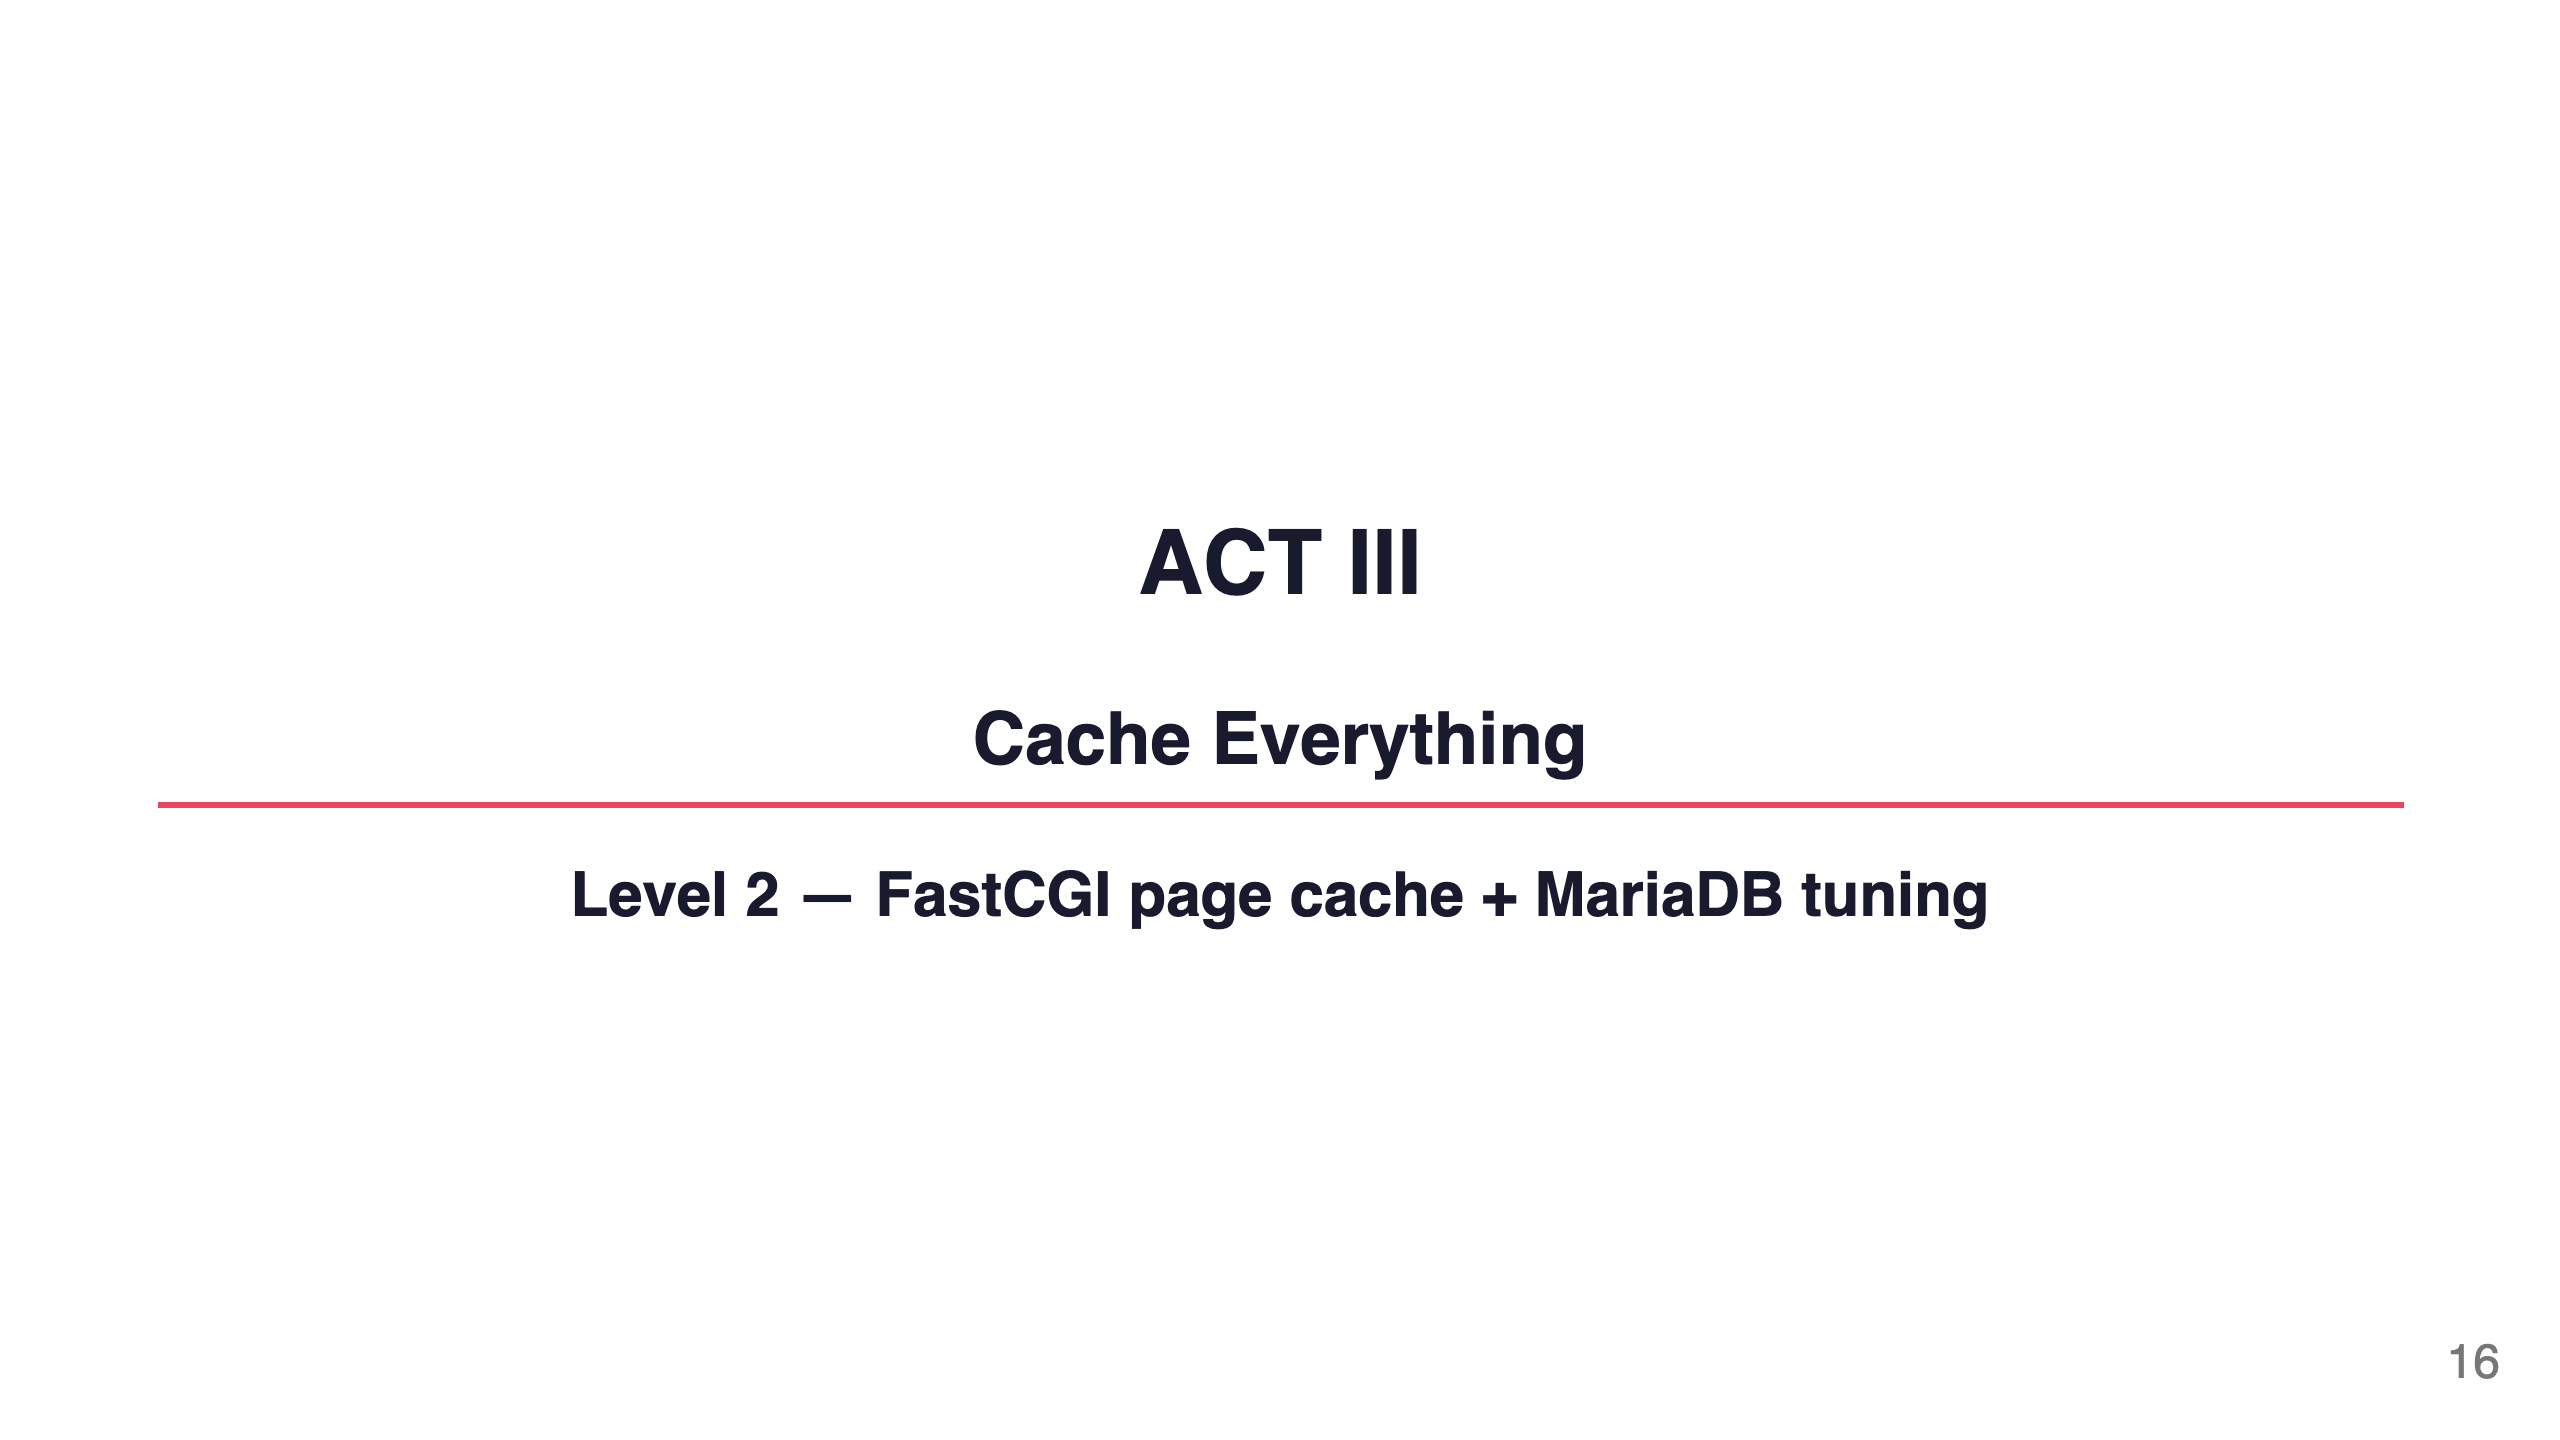 ACT III
Cache Everything
Level 2 — FastCGI page cache + MariaDB tuning
16